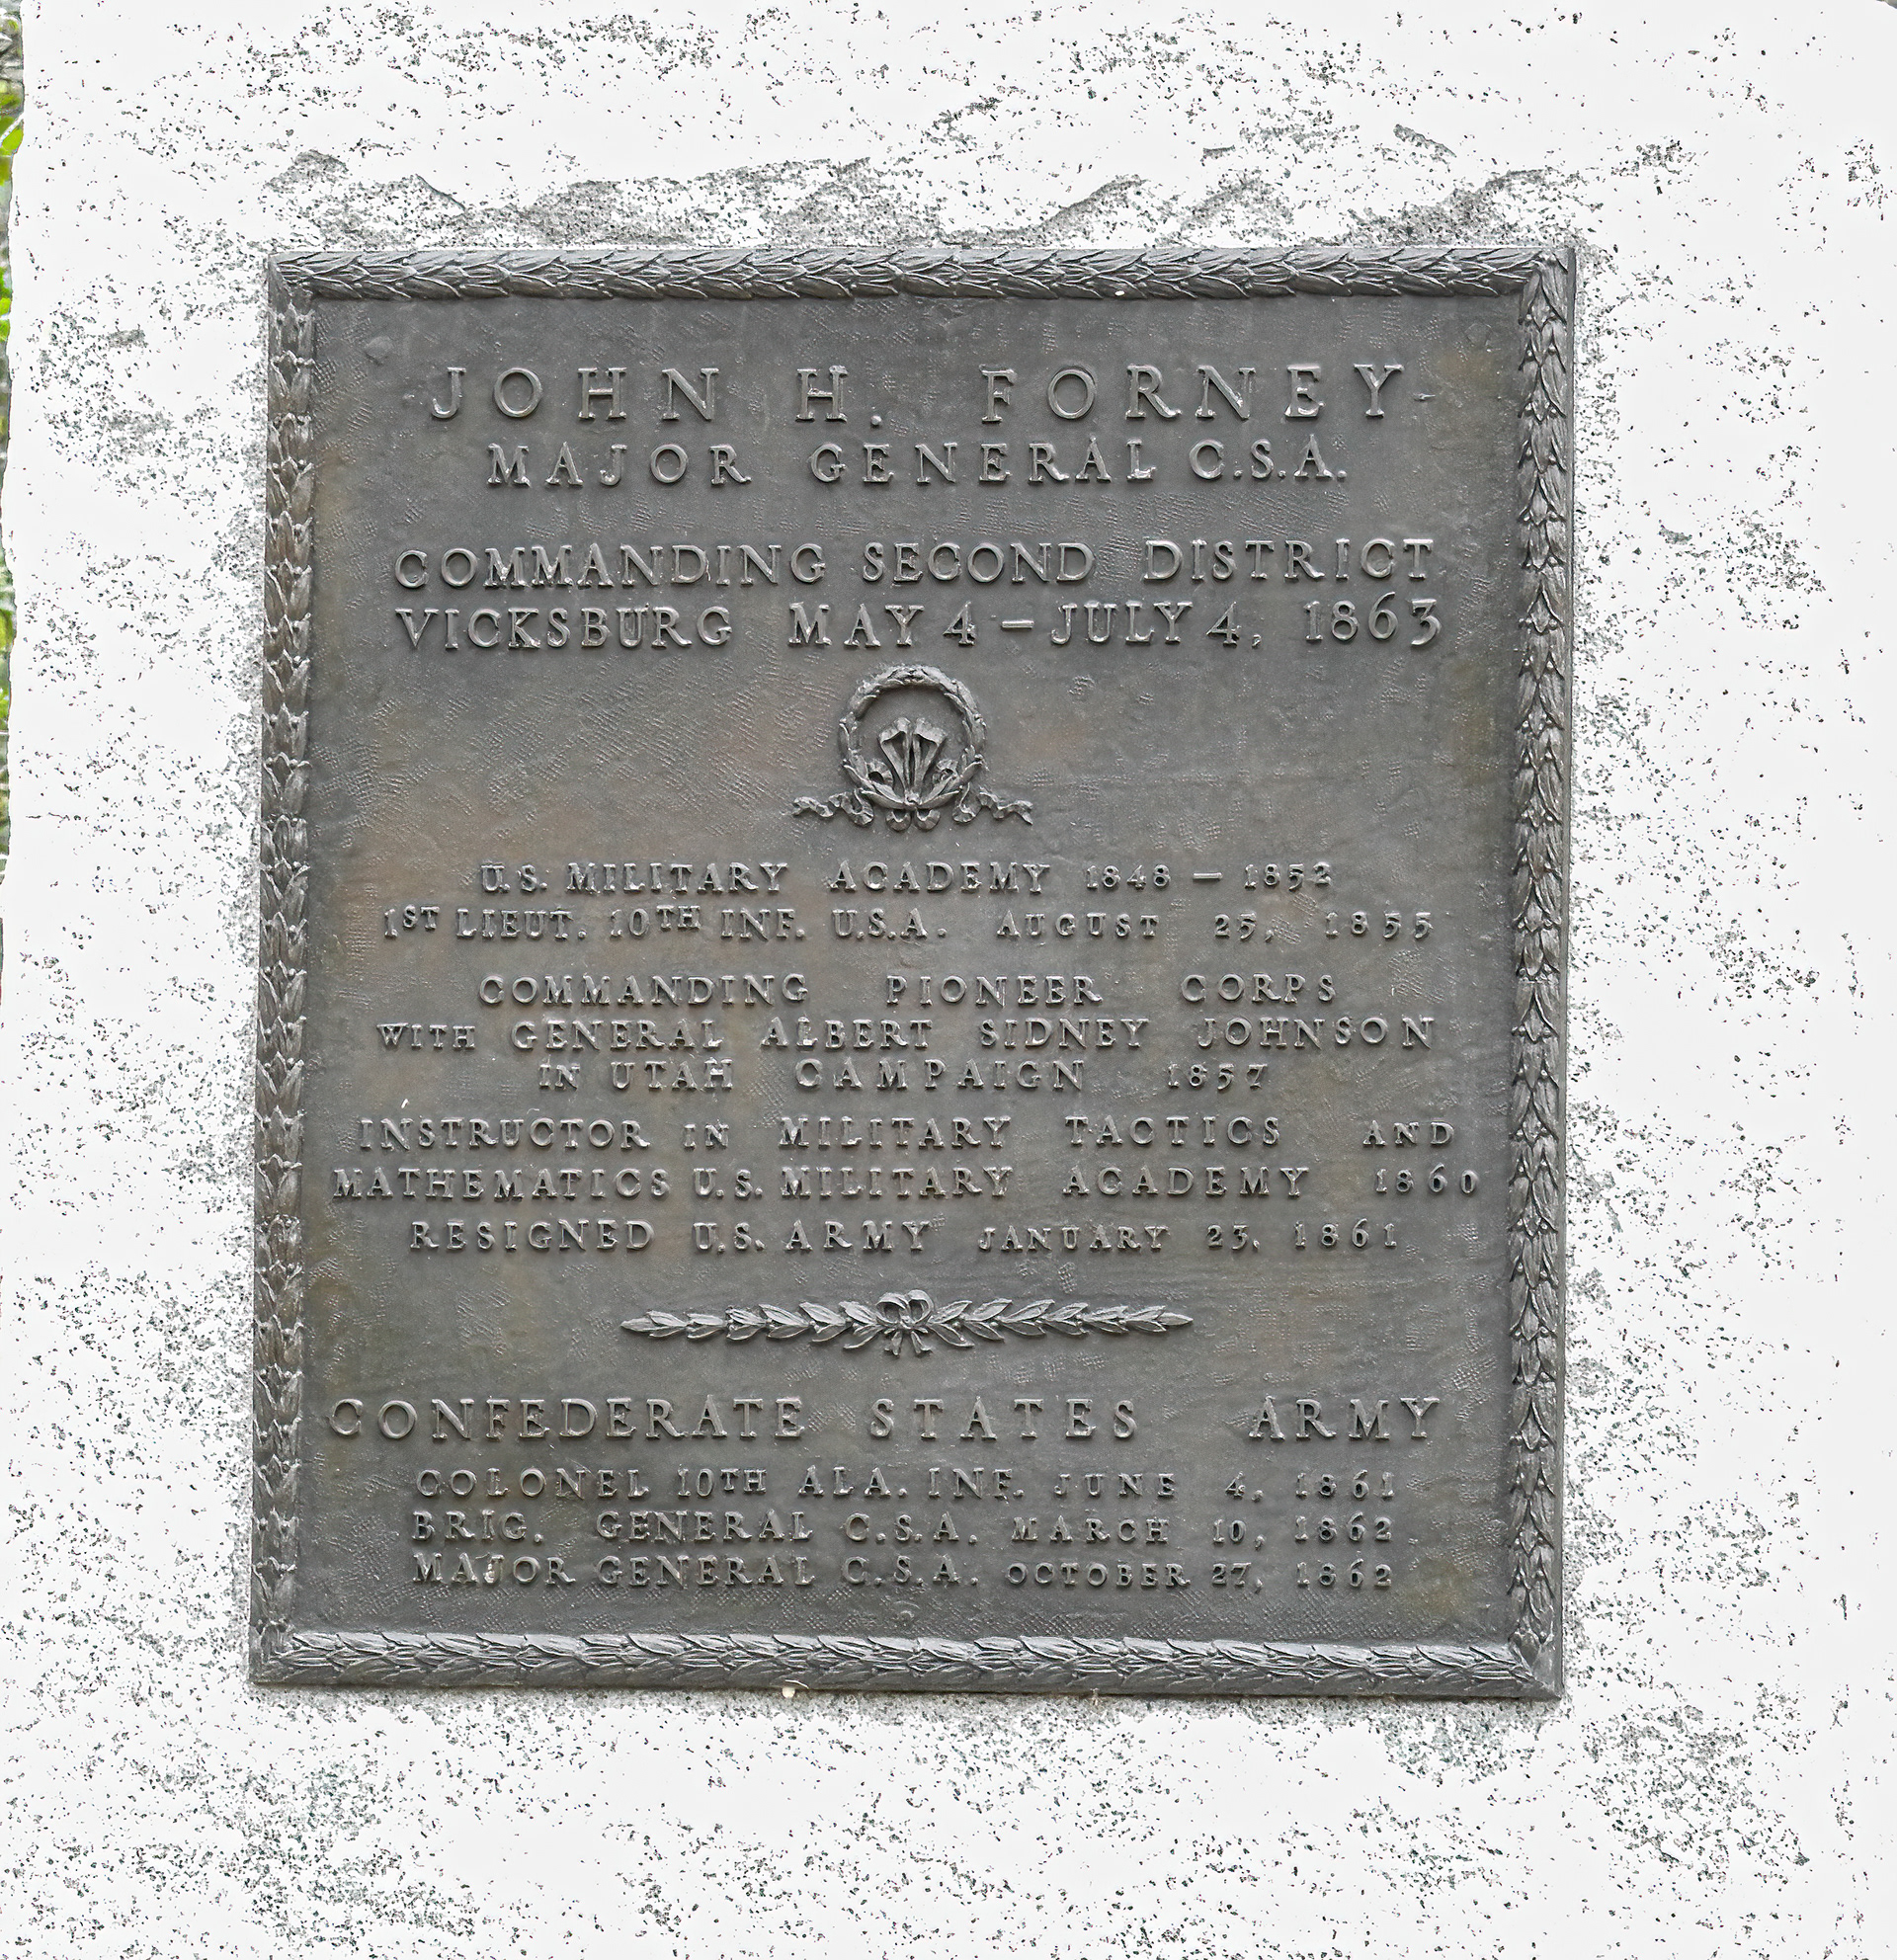 JOHN H. FORNEY
MAJOR GENERAL C.S.A.
COMMANDING SECOND DISTRICT
VICKSBURG MAY 4 – JULY 4, 1863
U.S. MILITARY ACADEMY 1848 – 1852
1ST LIEUT. 10TH INF. U.S.A. AUGUST 25, 1855
COMMANDING PIONEER CORPS
WITH GENERAL ALBERT SIDNEY JOHNSON
IN UTAH CAMPAIGN 1857
INSTRUCTOR IN MILITARY TACTICS AND
MATHEMATICS U.S. MILITARY ACADEMY 1860
RESIGNED U.S. ARMY JANUARY 23, 1861
CONFEDERATE STATES ARMY
COLONEL 10TH ALA. INF. JUNE 4, 1861
BRIG. GENERAL C.S.A. MARCH 10, 1862
MAJOR GENERAL C.S.A. OCTOBER 27, 1862